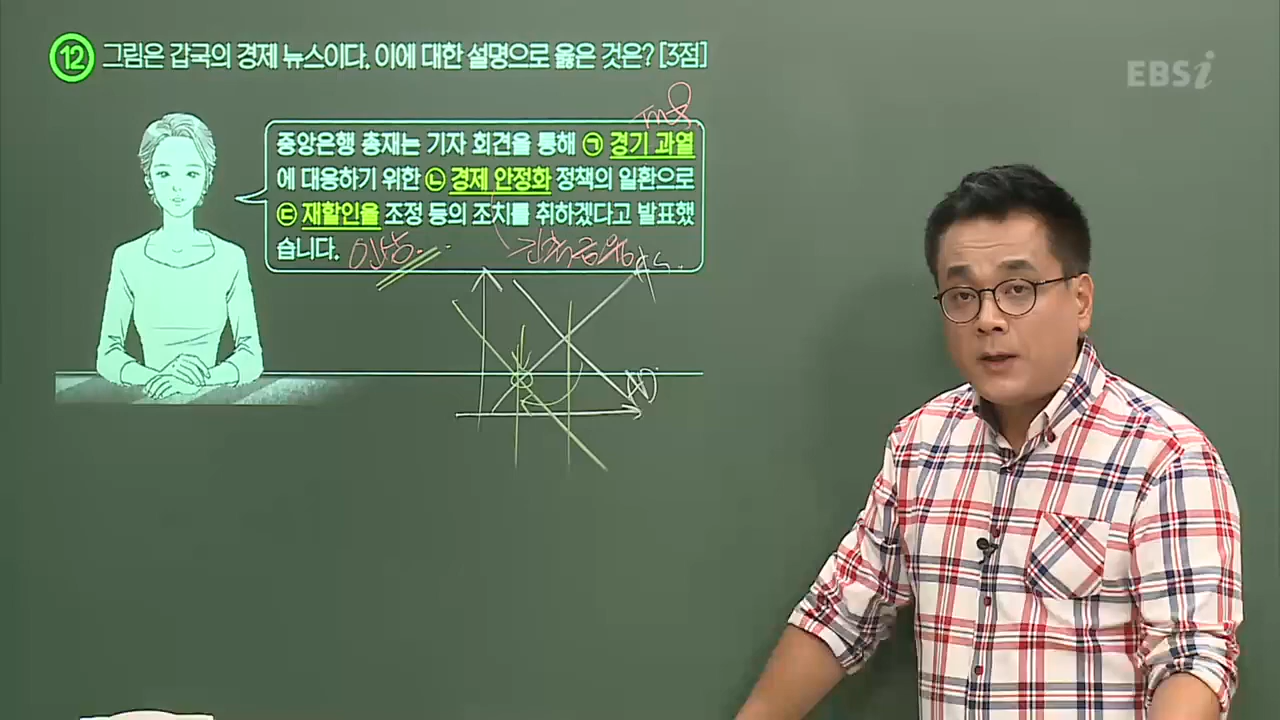 ⑫ 그림은 갑국의 경제 뉴스이다. 이에 대한 설명으로 옳은 것은? [3점]
EBSi
중앙은행 총재는 기자 회견을 통해 ㉠ 경기 과열
에 대응하기 위한 ㉡ 경제 안정화 정책의 일환으로
㉢ 재할인율 조정 등의 조치를 취하겠다고 발표했
습니다. 인상
AS
AD